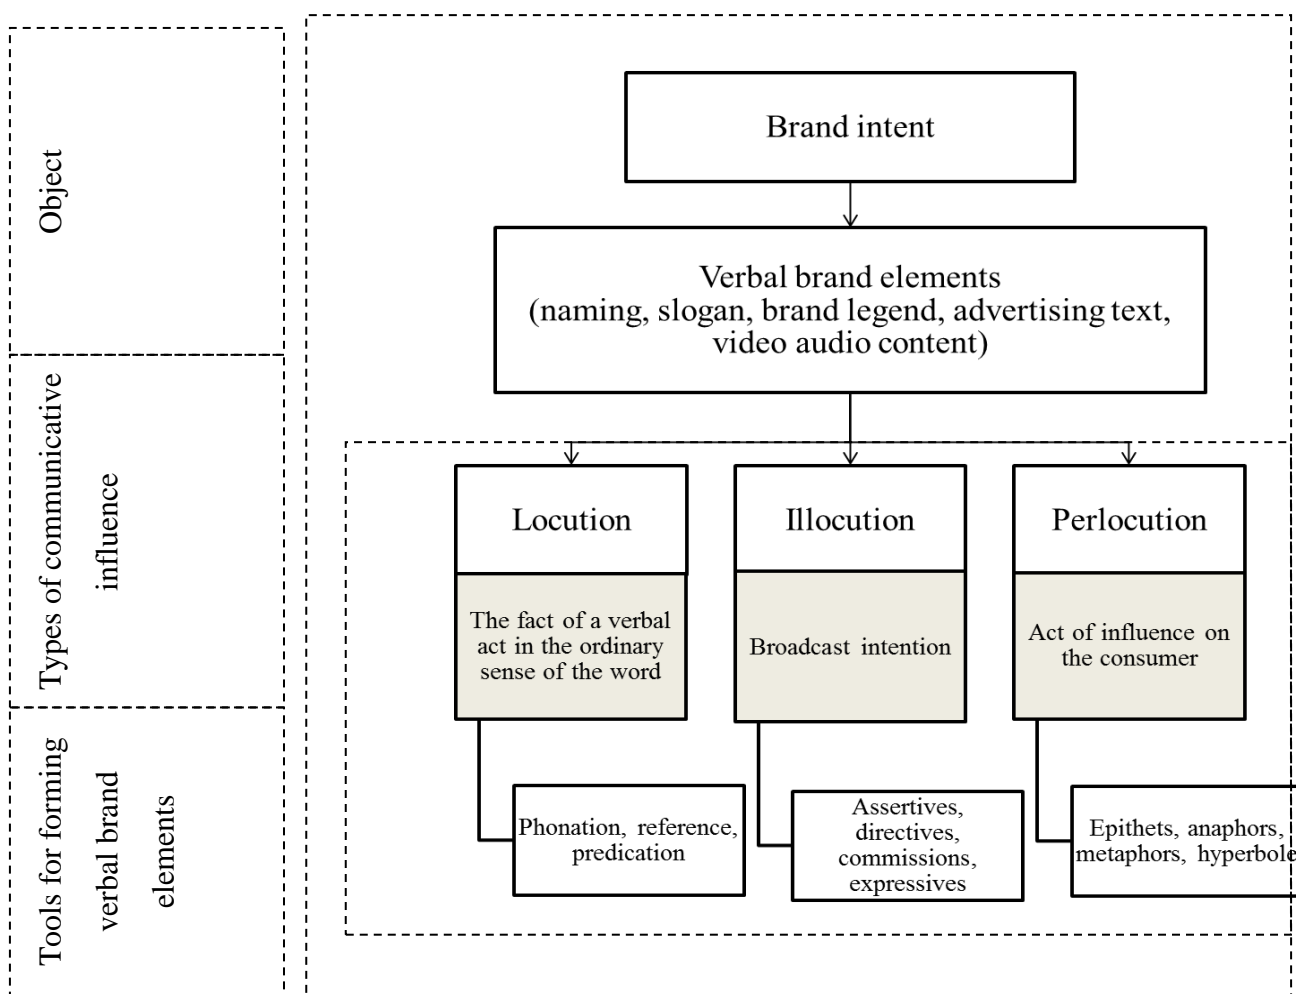 Object
Brand intent
Verbal brand elements
(naming, slogan, brand legend, advertising text,
video audio content)
Types of communicative
influence
Locution
Illocution
Perlocution
The fact of a verbal
act in the ordinary
sense of the word
Broadcast intention
Act of influence on
the consumer
Tools for forming
verbal brand
elements
Phonation, reference,
predication
Assertives,
directives,
commissions,
expressives
Epithets, anaphors,
metaphors, hyperbole